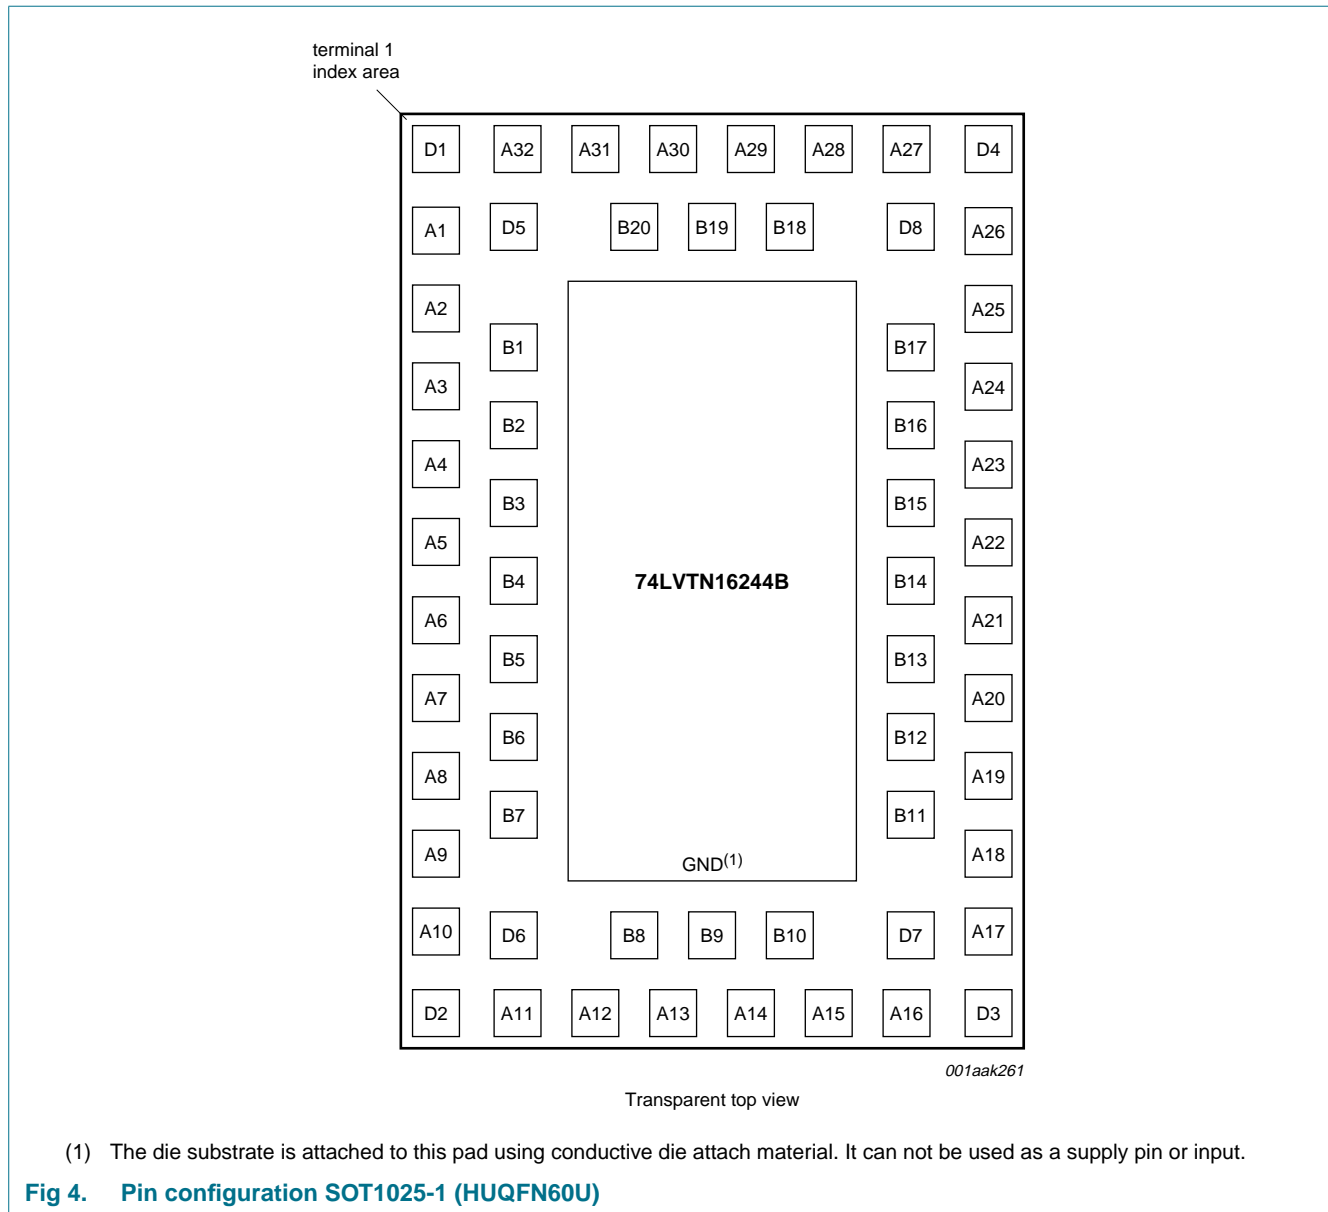 terminal 1
index area
D1 A32 A31 A30 A29 A28 A27 D4
A1 D5 B20 B19 B18 D8 A26
A2 A25
B1 B17
A3 A24
B2 B16
A4 A23
B3 B15
A5 A22
B4 74LVTN16244B B14
A6 A21
B5 B13
A7 A20
B6 B12
A8 A19
B7 B11
A9 GND(1) A18
A10 D6 B8 B9 B10 D7 A17
D2 A11 A12 A13 A14 A15 A16 D3
001aak261
Transparent top view
(1) The die substrate is attached to this pad using conductive die attach material. It can not be used as a supply pin or input.
Fig 4. Pin configuration SOT1025-1 (HUQFN60U)